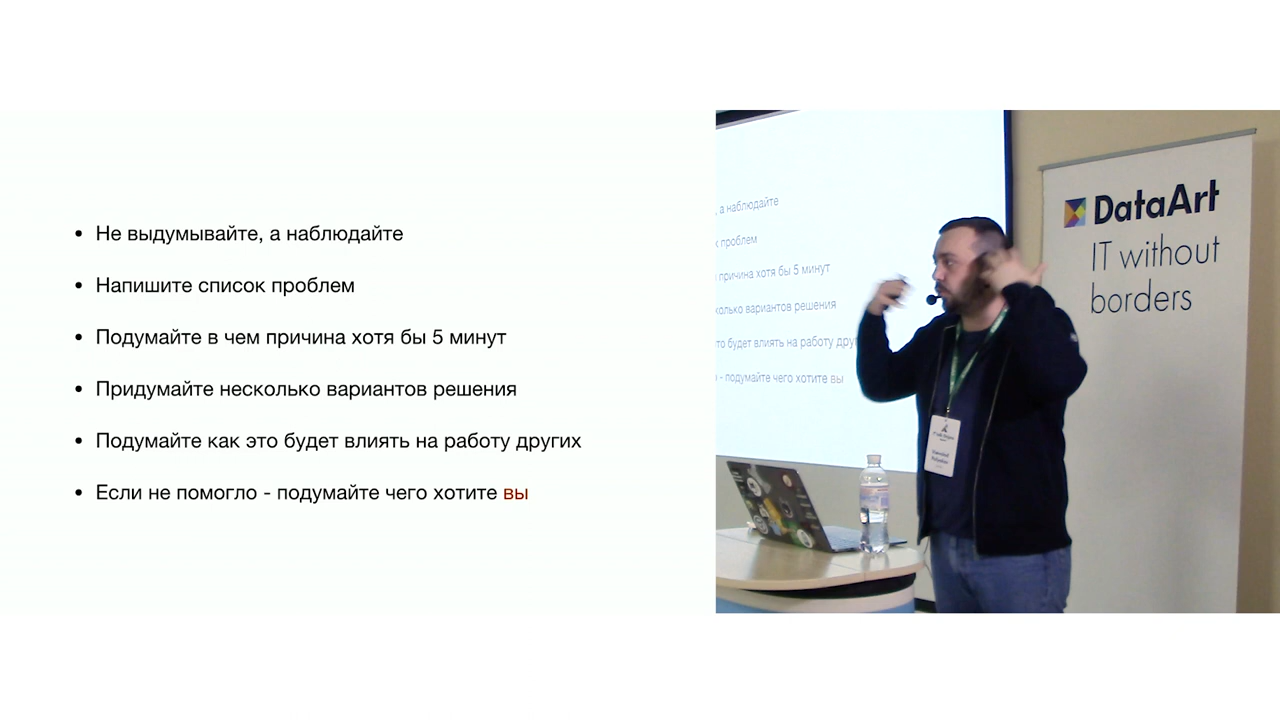 Не выдумывайте, а наблюдайте
Напишите список проблем
Подумайте в чем причина хотя бы 5 минут
Придумайте несколько вариантов решения
Подумайте как это будет влиять на работу других
Если не помогло - подумайте чего хотите вы
, а наблюдайте
к проблем
причина хотя бы 5 минут
колько вариантов решения
то будет влиять на работу друг
- подумайте чего хотите вы
DataArt
IT without
borders